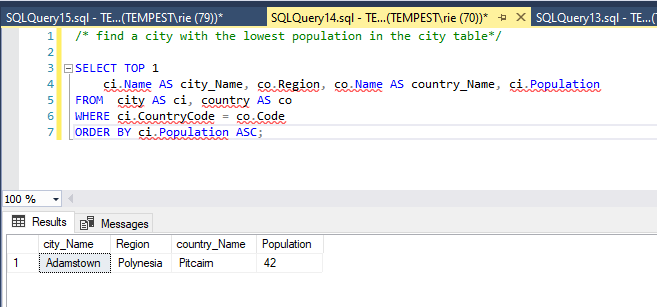 SQLQuery15.sql - TE...(TEMPEST\rie (79))*
SQLQuery14.sql - TE...(TEMPEST\rie (70))*
SQLQuery13.sql - TE...(T
1 /* find a city with the lowest population in the city table*/
2
3 SELECT TOP 1
4 ci.Name AS city_Name, co.Region, co.Name AS country_Name, ci.Population
5 FROM city AS ci, country AS co
6 WHERE ci.CountryCode = co.Code
7 ORDER BY ci.Population ASC;
100 %
Results Messages
city_Name Region country_Name Population
1 Adamstown Polynesia Pitcairn 42